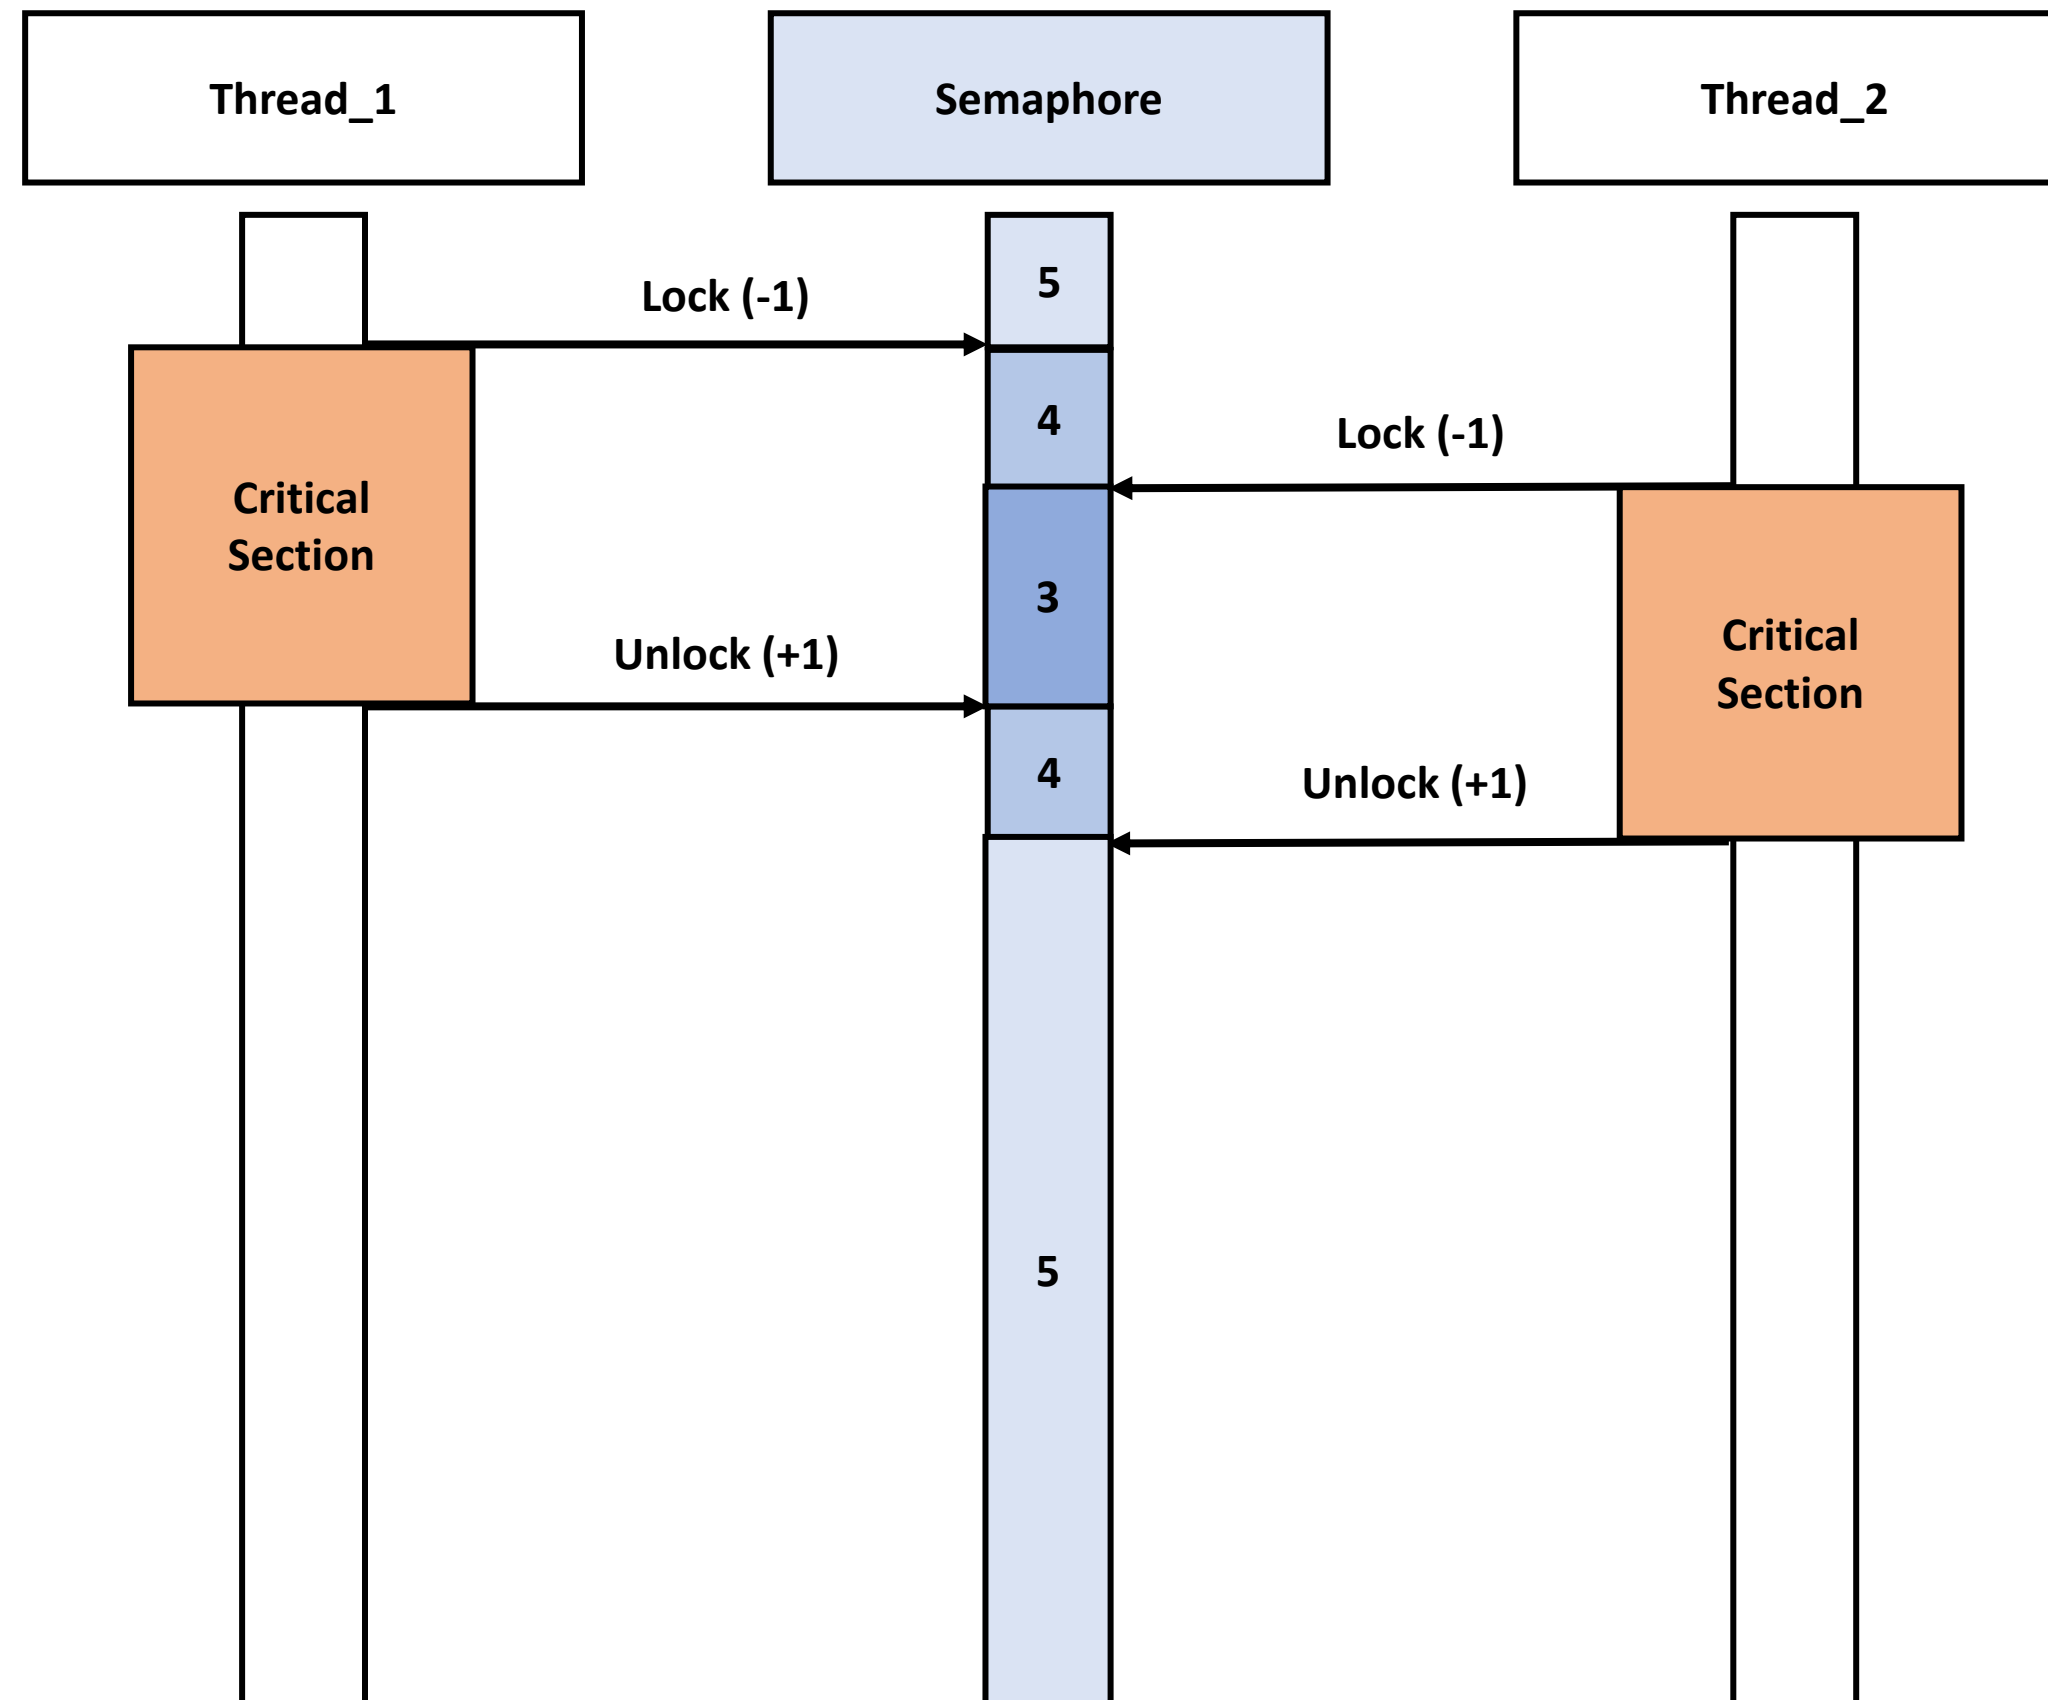 Thread_1
Semaphore
Thread_2
5
Lock (-1)
4
Lock (-1)
Critical
Section
3
Unlock (+1)
Critical
Section
4
Unlock (+1)
5